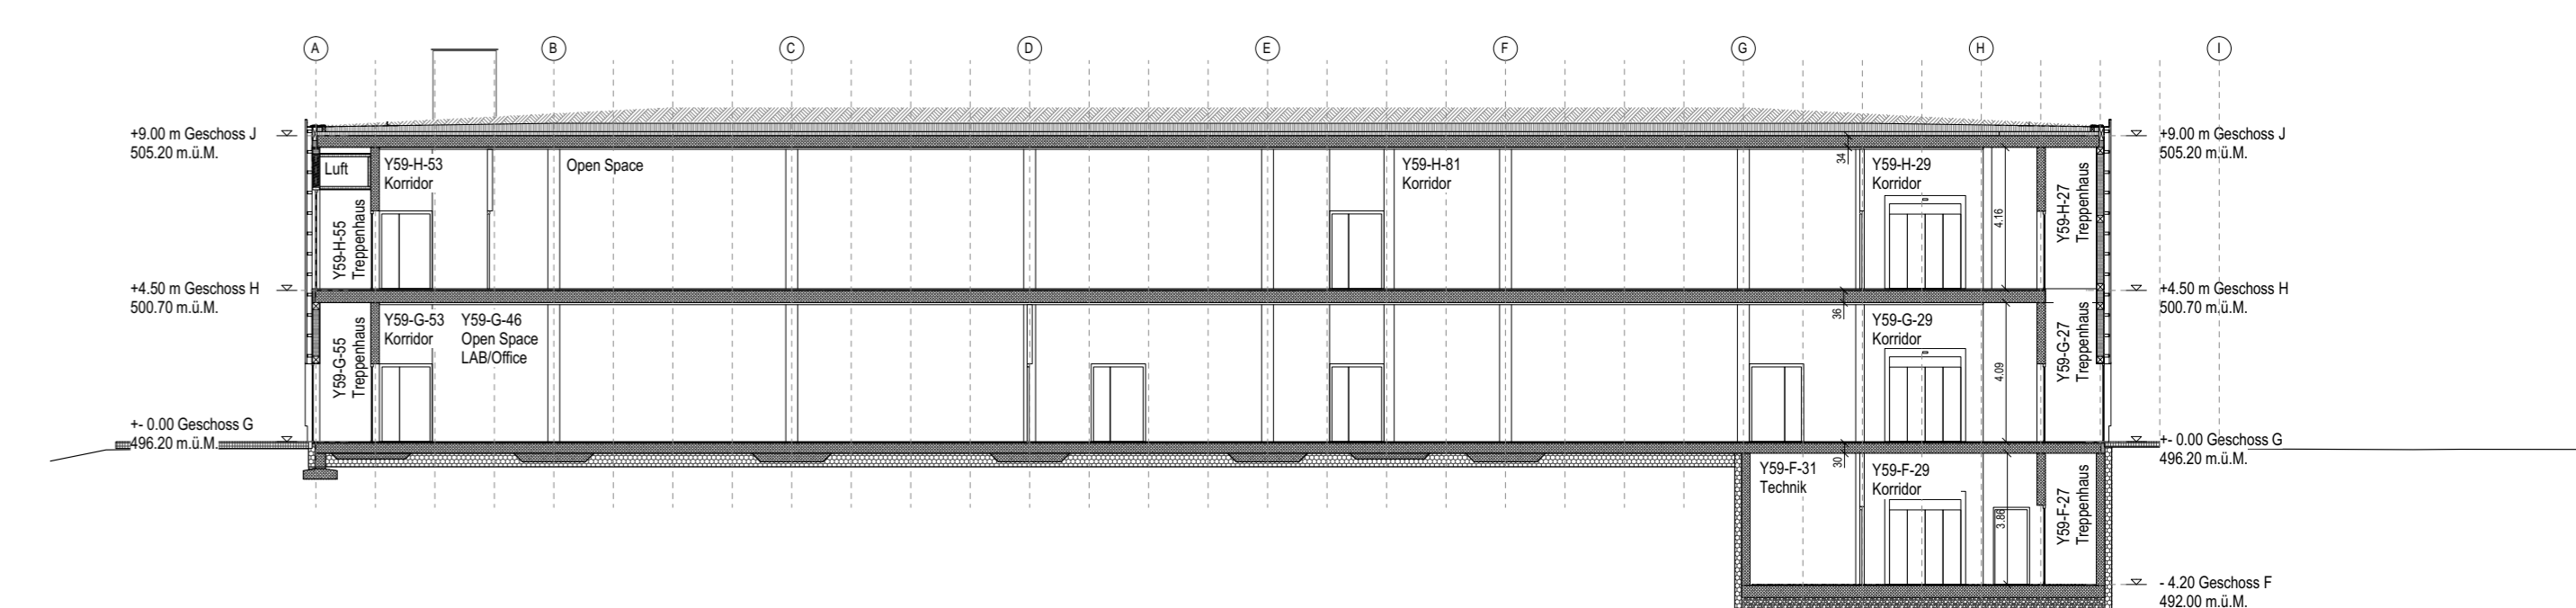 A B C D E F G H I
+9.00 m Geschoss J
505.20 m.ü.M.
+9.00 m Geschoss J
505.20 m.ü.M.
Luft
Y59-H-53
Korridor
Open Space
Y59-H-81
Korridor
34
Y59-H-29
Korridor
4.16
Y59-H-55
Treppenhaus
Y59-H-27
Treppenhaus
+4.50 m Geschoss H
500.70 m.ü.M.
+4.50 m Geschoss H
500.70 m.ü.M.
Y59-G-55
Treppenhaus
Y59-G-53
Korridor
Y59-G-46
Open Space
LAB/Office
36
Y59-G-29
Korridor
4.09
Y59-G-27
Treppenhaus
+- 0.00 Geschoss G
496.20 m.ü.M.
+- 0.00 Geschoss G
496.20 m.ü.M.
Y59-F-31
Technik
30
Y59-F-29
Korridor
3.86
Y59-F-27
Treppenhaus
- 4.20 Geschoss F
492.00 m.ü.M.